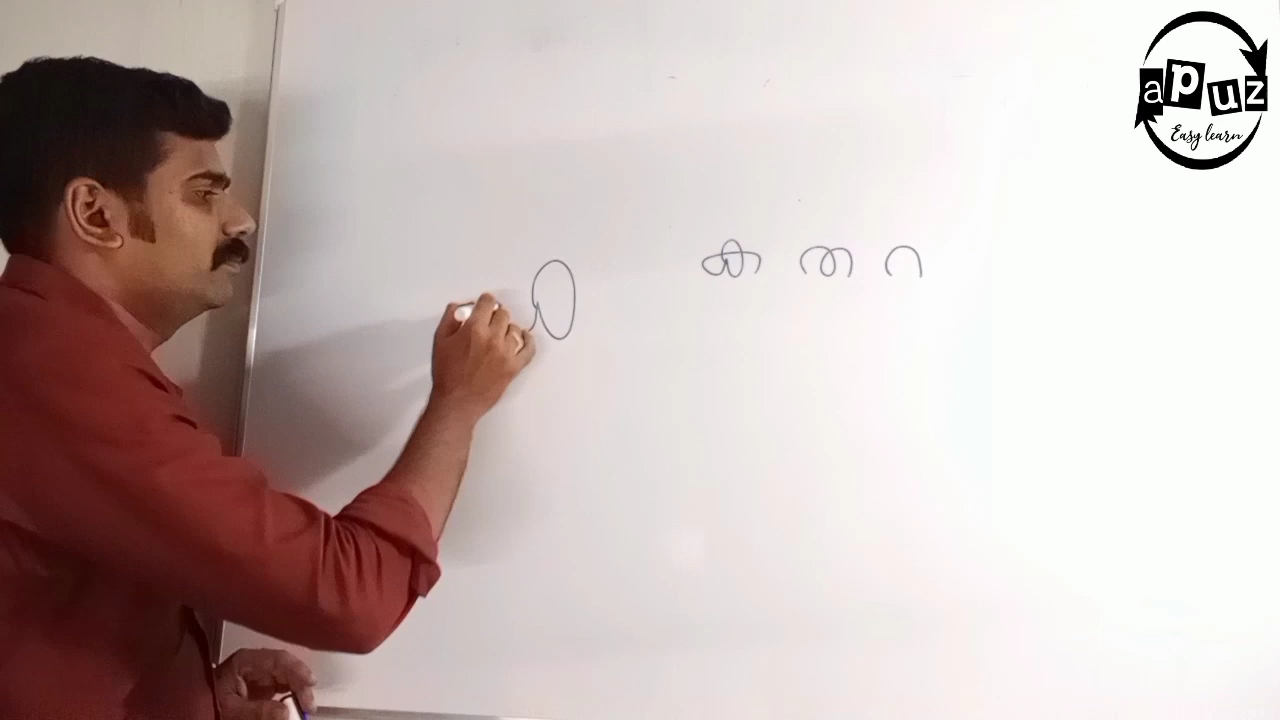 apuz
Easy learn
ക ത റ